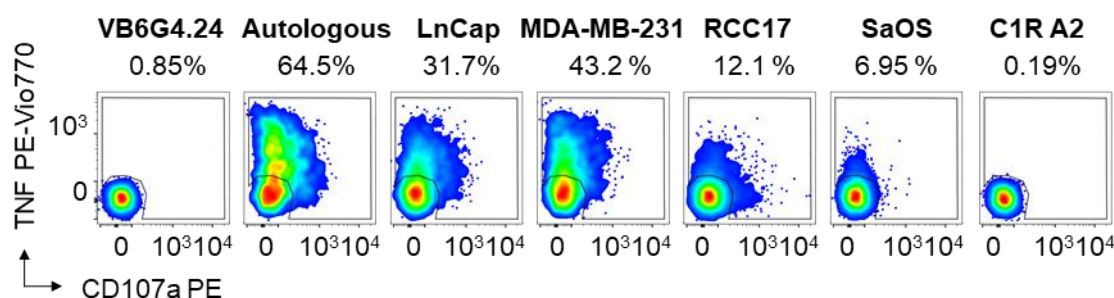 VB6G4.24 Autologous LnCap MDA-MB-231 RCC17 SaOS C1R A2
0.85% 64.5% 31.7% 43.2 % 12.1 % 6.95 % 0.19%
TNF PE-Vio770
10³
0
0 10³10⁴ 0 10³10⁴ 0 10³10⁴ 0 10³10⁴ 0 10³10⁴ 0 10³10⁴ 0 10³10⁴
CD107a PE